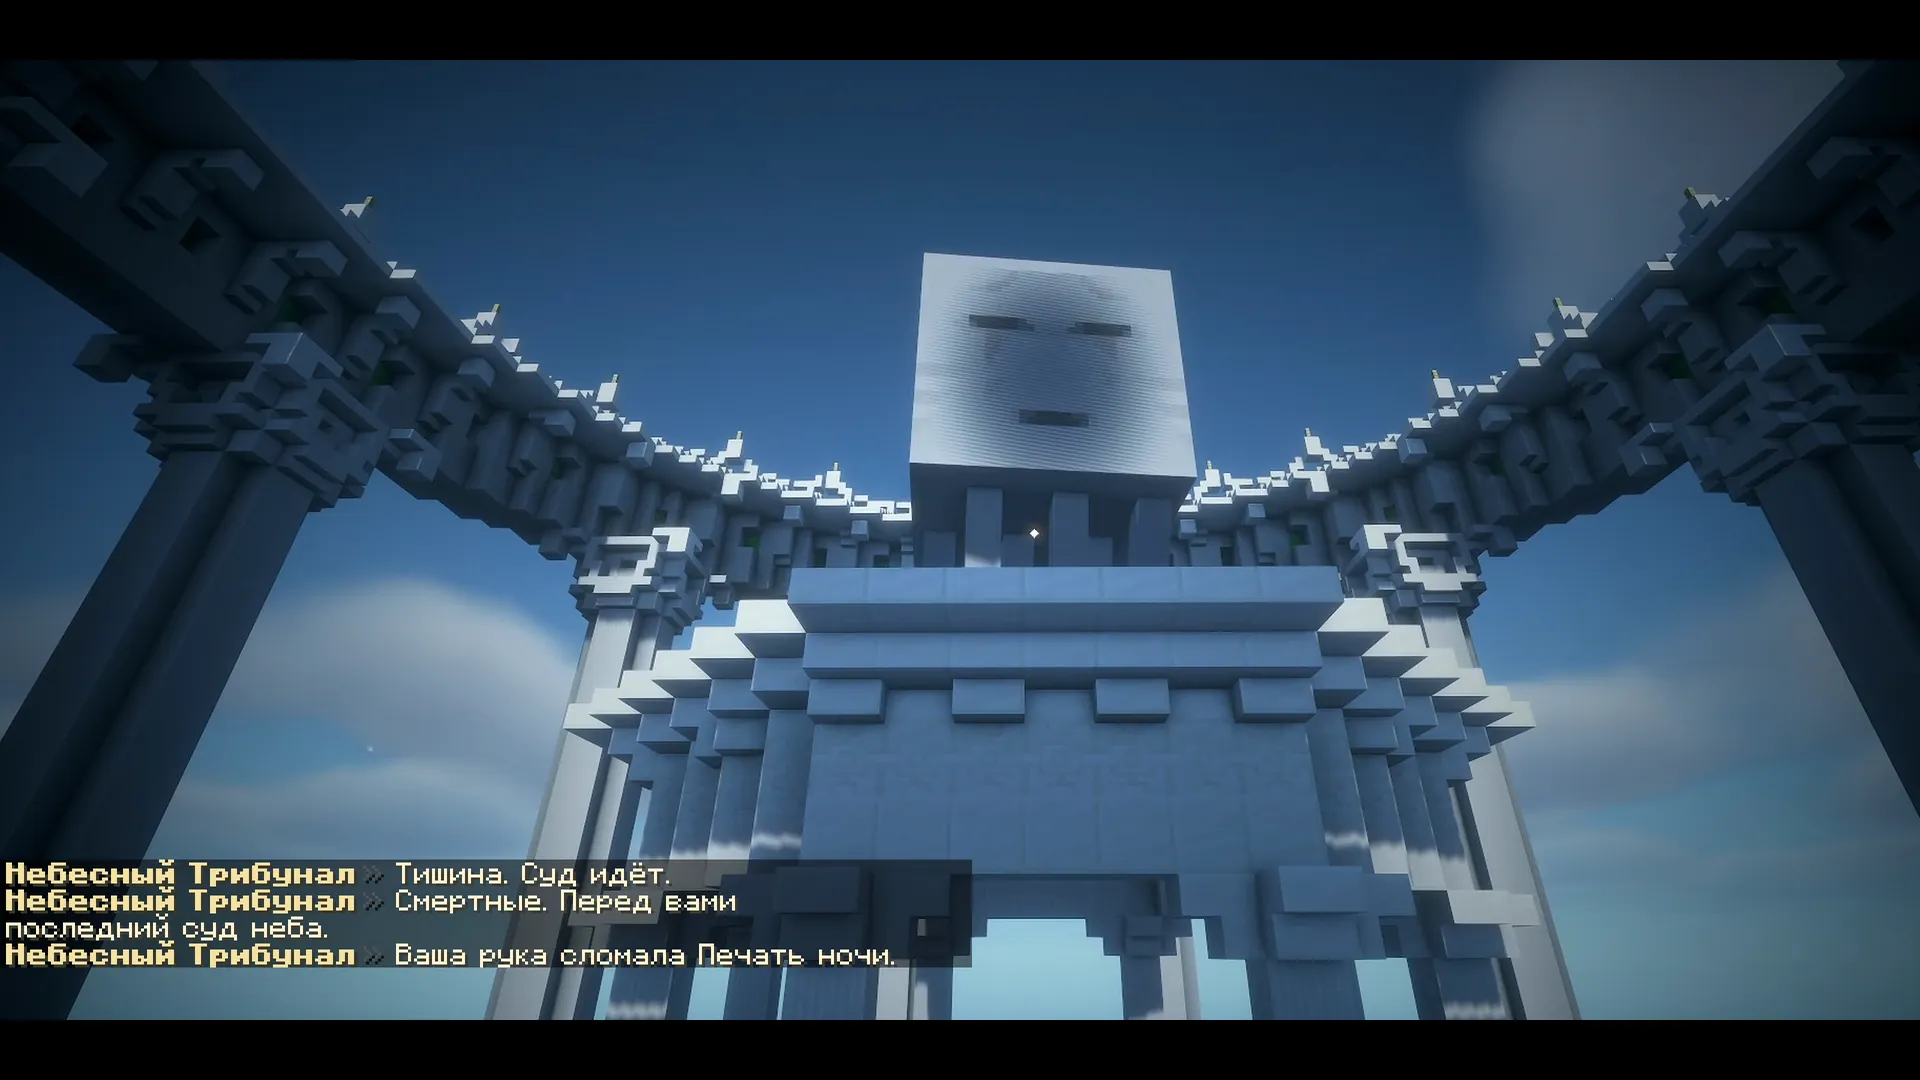 Небесный Трибунал » Тишина. Суд идёт.
Небесный Трибунал » Смертные. Перед вами
последний суд неба.
Небесный Трибунал » Ваша рука сломала Печать ночи.